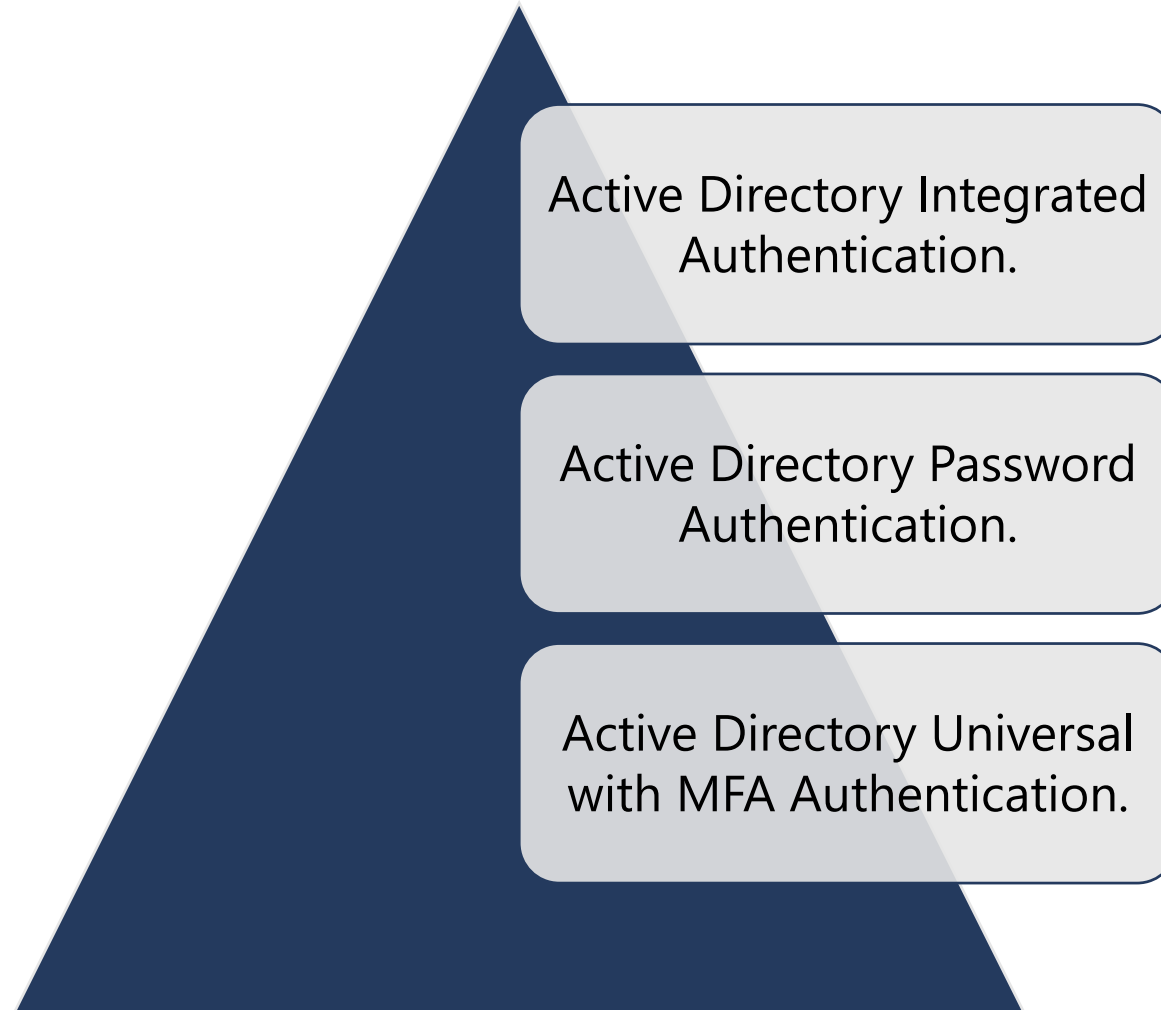 Active Directory Integrated
Authentication.
Active Directory Password
Authentication.
Active Directory Universal
with MFA Authentication.